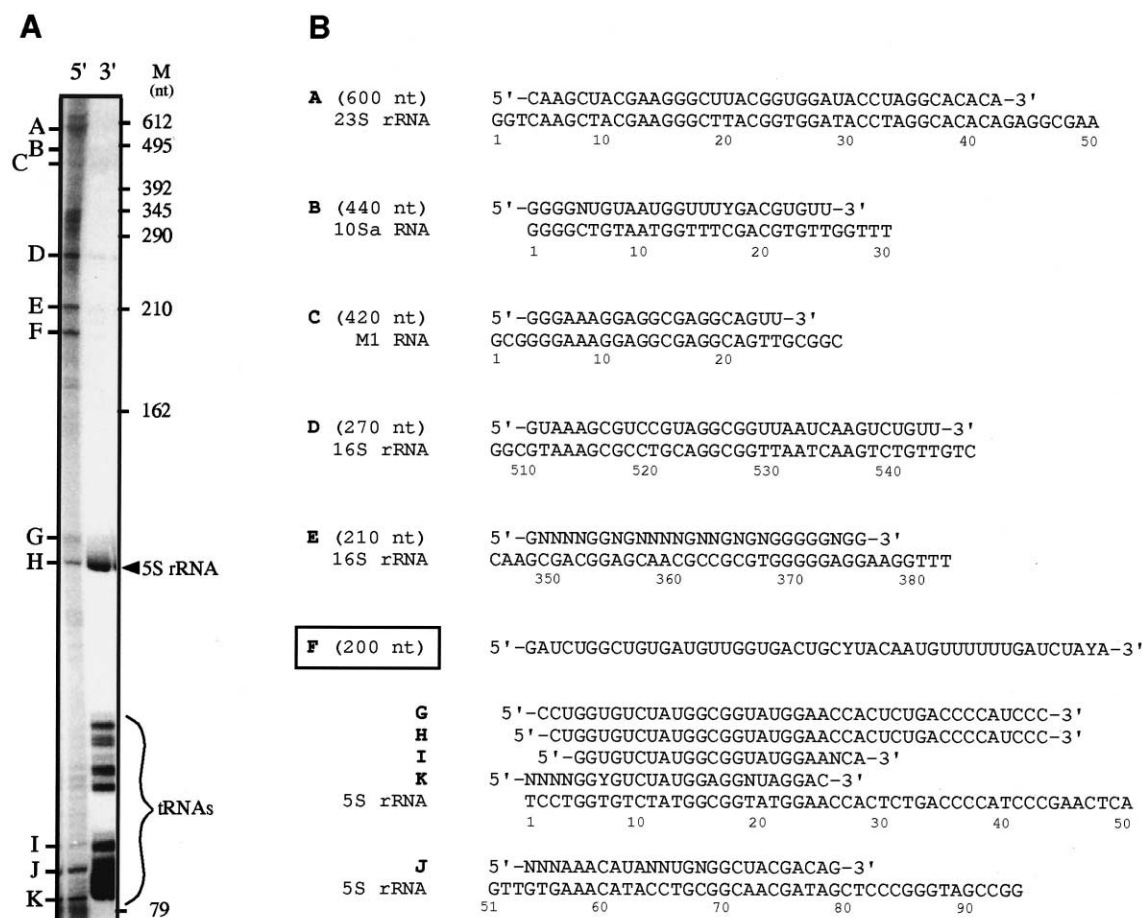 A
5' 3' M
(nt)
A
B
C
D
E
F
G
H
I
J
K
612
495
392
345
290
210
162
5S rRNA
tRNAs
79
B
A (600 nt) 5'-CAAGCUACGAAGGGCUUACGGUGGAUACCUAGGCACACA-3'
23S rRNA GGTCAAGCTACGAAGGGCTTACGGTGGATACCTAGGCACACAGAGGCGAA
1 10 20 30 40 50
B (440 nt) 5'-GGGGNUGUAAUGGUUUYGACGUGUU-3'
10Sa RNA GGGGCTGTAATGGTTTCGACGTGTTGGTTT
1 10 20 30
C (420 nt) 5'-GGGAAAGGAGGCGAGGCAGUU-3'
M1 RNA GCGGGGAAAGGAGGCGAGGCAGTTGCGGC
1 10 20
D (270 nt) 5'-GUAAAGCGUCCGUAGGCGGUUAAUCAAGUCUGUU-3'
16S rRNA GGCGTAAAGCGCCTGCAGGCGGTTAATCAAGTCTGTTGTC
510 520 530 540
E (210 nt) 5'-GNNNNGGNGNNNNGNNGNGNGGGGGNGG-3'
16S rRNA CAAGCGACGGAGCAACGCCGCGTGGGGGAGGAAGGTTT
350 360 370 380
F (200 nt) 5'-GAUCUGGCUGUGAUGUUGGUGACUGCYUACAAUGUUUUUUGAUCUAYA-3'
G 5'-CCUGGUGUCUAUGGCGGUAUGGAACCACUCUGACCCCAUCCC-3'
H 5'-CUGGUGUCUAUGGCGGUAUGGAACCACUCUGACCCCAUCCC-3'
I 5'-GGUGUCUAUGGCGGUAUGGAANCA-3'
K 5'-NNNNGGYGUCUAUGGAGGNUAGGAC-3'
5S rRNA TCCTGGTGTCTATGGCGGTATGGAACCACTCTGACCCCATCCCGAACTCA
1 10 20 30 40 50
J 5'-NNNAAACAUANNUGNGGCUACGACAG-3'
5S rRNA GTTGTGAAACATACCTGCGGCAACGATAGCTCCCGGGTAGCCGG
51 60 70 80 90